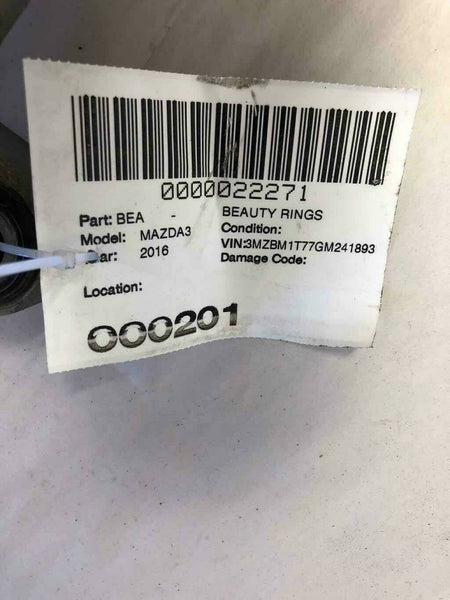 0000022271
Part: BEA - BEAUTY RINGS
Model: MAZDA3 Condition:
2016 VIN:3MZBM1T77GM241893
Damage Code:
Location:
000201